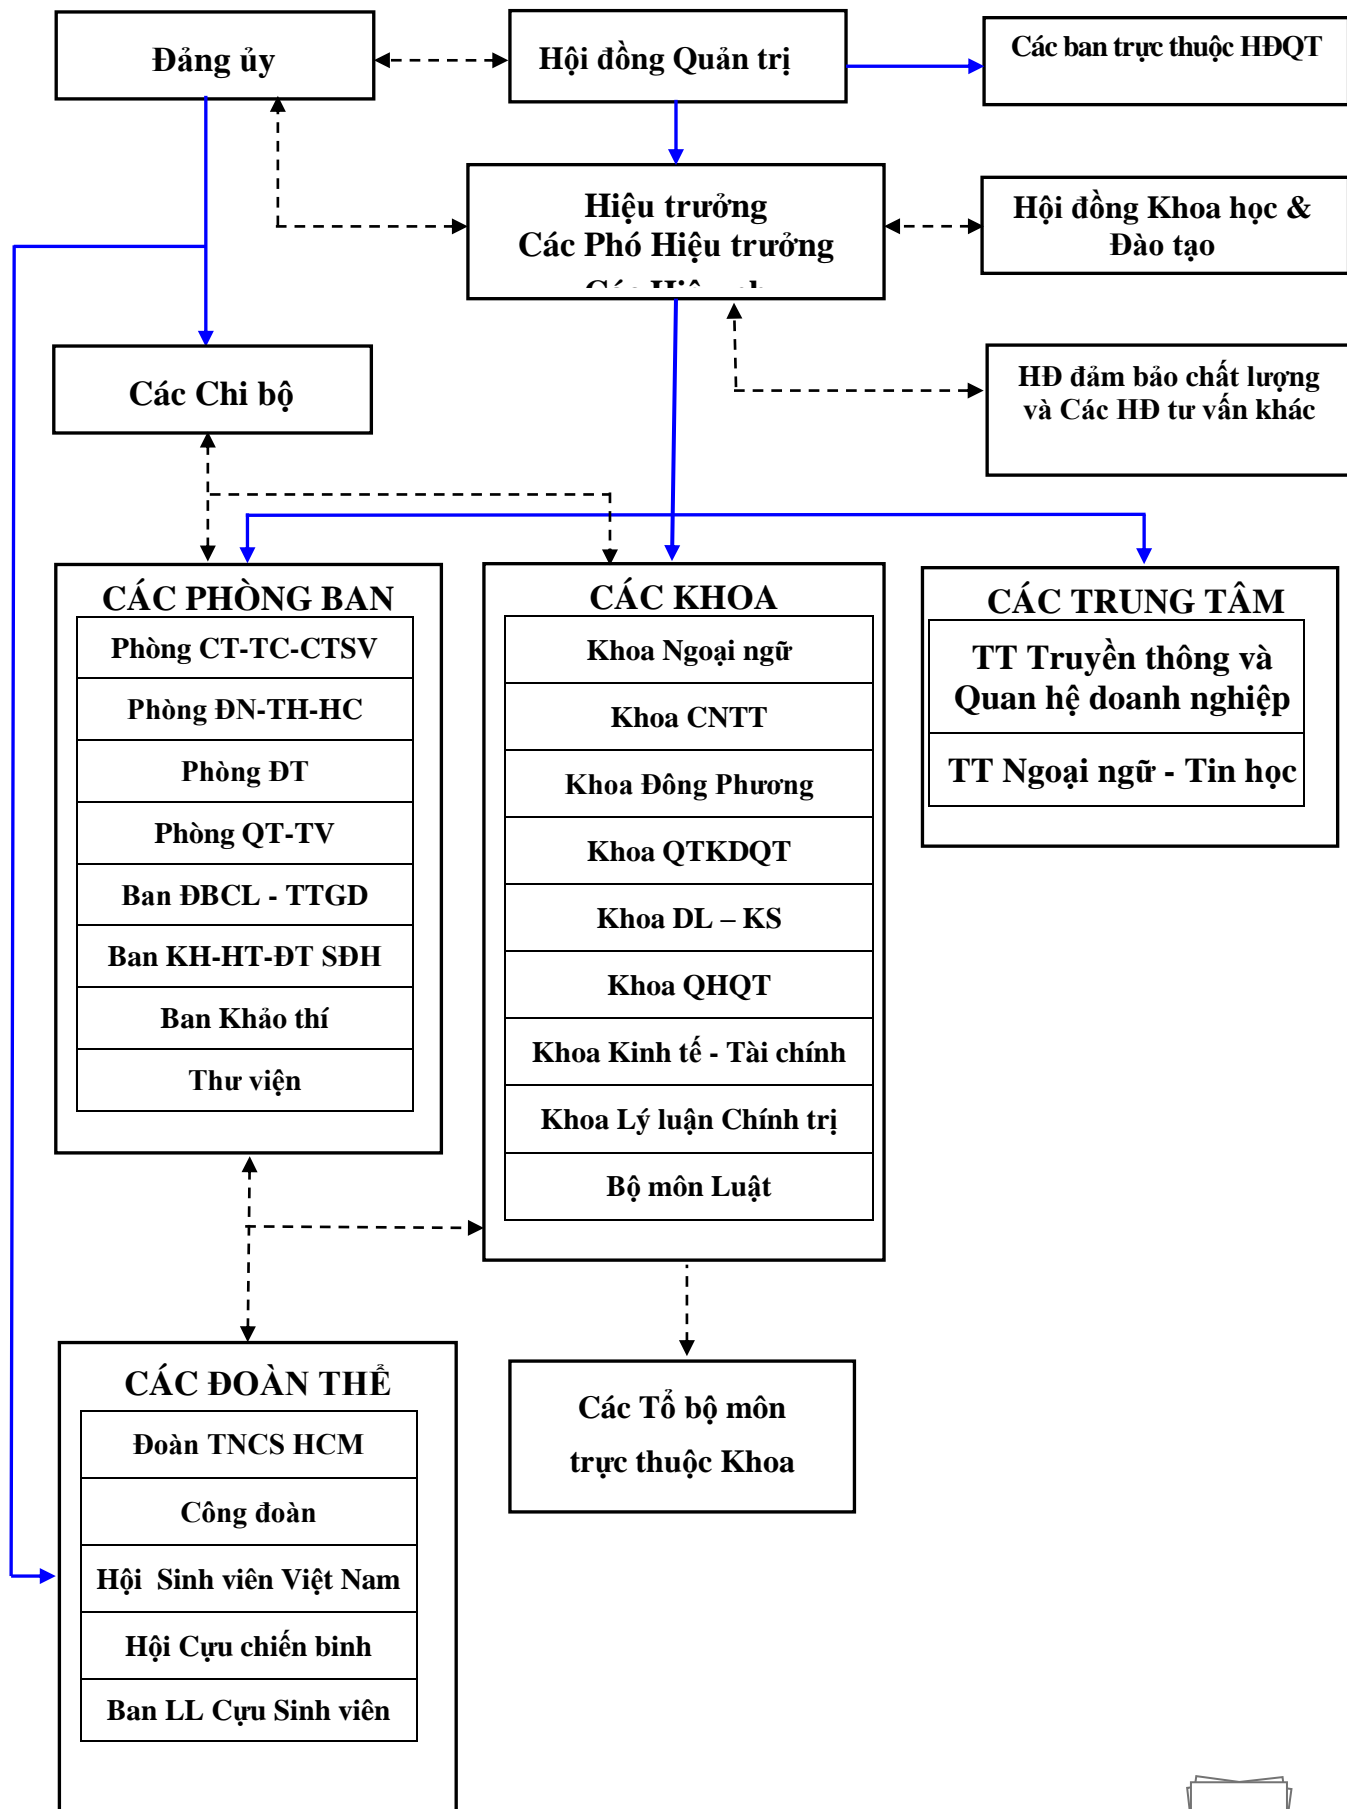 Đảng ủy
Hội đồng Quản trị
Các ban trực thuộc HĐQT
Hiệu trưởng
Các Phó Hiệu trưởng
Hội đồng Khoa học &
Đào tạo
Các Chi bộ
HĐ đảm bảo chất lượng
và Các HĐ tư vấn khác
CÁC PHÒNG BAN
Phòng CT-TC-CTSV
Phòng ĐN-TH-HC
Phòng ĐT
Phòng QT-TV
Ban ĐBCL - TTGD
Ban KH-HT-ĐT SĐH
Ban Khảo thí
Thư viện
CÁC KHOA
Khoa Ngoại ngữ
Khoa CNTT
Khoa Đông Phương
Khoa QTKDQT
Khoa DL – KS
Khoa QHQT
Khoa Kinh tế - Tài chính
Khoa Lý luận Chính trị
Bộ môn Luật
CÁC TRUNG TÂM
TT Truyền thông và
Quan hệ doanh nghiệp
TT Ngoại ngữ - Tin học
CÁC ĐOÀN THỂ
Đoàn TNCS HCM
Công đoàn
Hội  Sinh viên Việt Nam
Hội Cựu chiến binh
Ban LL Cựu Sinh viên
Các Tổ bộ môn
trực thuộc Khoa